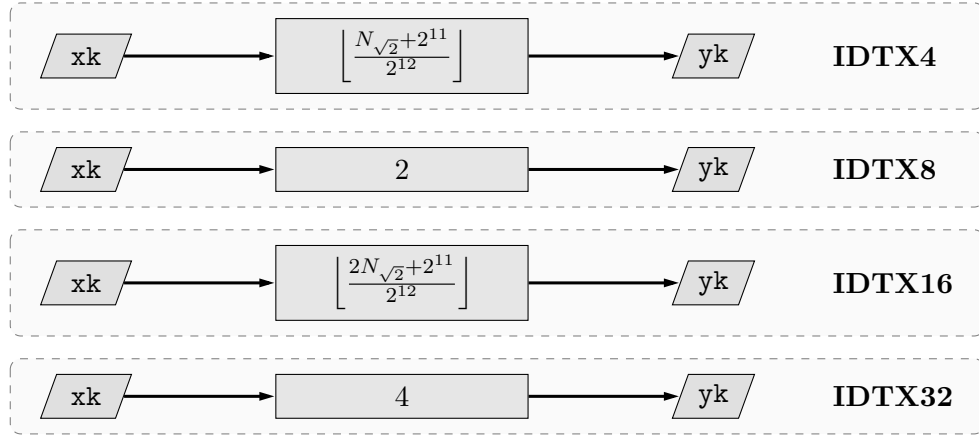 xk ⌊(N_√2 + 2^11) / 2^12⌋ yk IDTX4
xk 2 yk IDTX8
xk ⌊(2N_√2 + 2^11) / 2^12⌋ yk IDTX16
xk 4 yk IDTX32